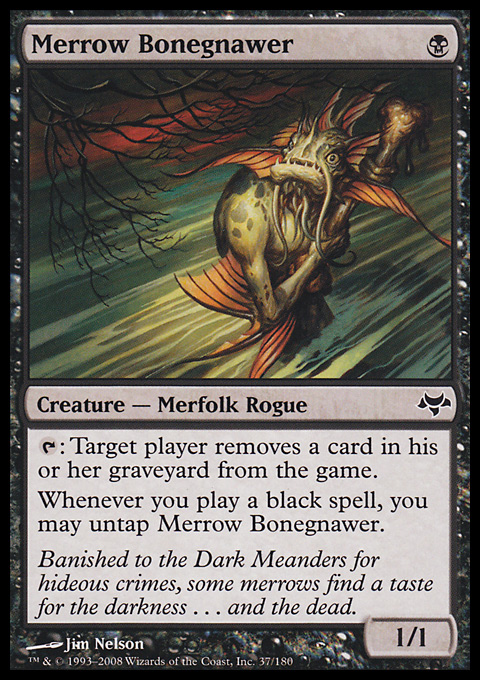 Merrow Bonegnawer
Creature — Merfolk Rogue
: Target player removes a card in his
or her graveyard from the game.
Whenever you play a black spell, you
may untap Merrow Bonegnawer.
Banished to the Dark Meanders for
hideous crimes, some merrows find a taste
for the darkness . . . and the dead.
Jim Nelson
1/1
™ & © 1993–2008 Wizards of the Coast, Inc. 37/180